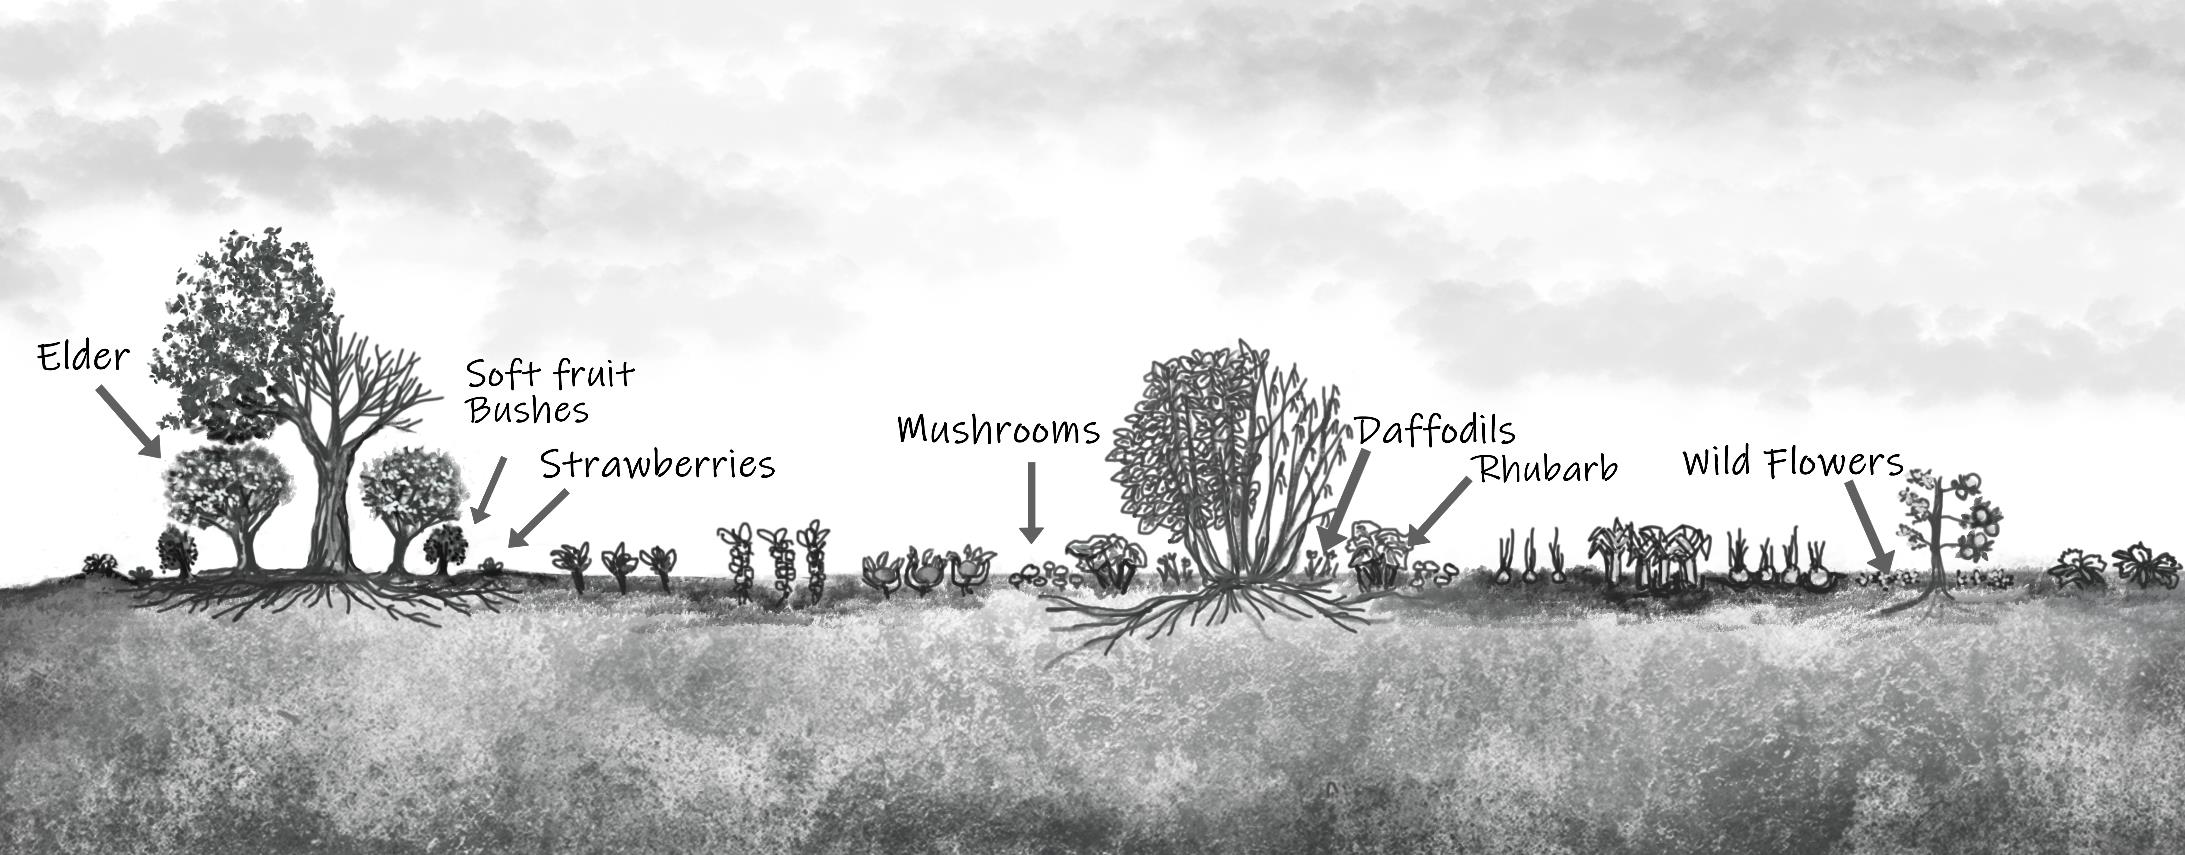 Elder
Soft fruit
Bushes
Strawberries
Mushrooms
Daffodils
Rhubarb
Wild Flowers